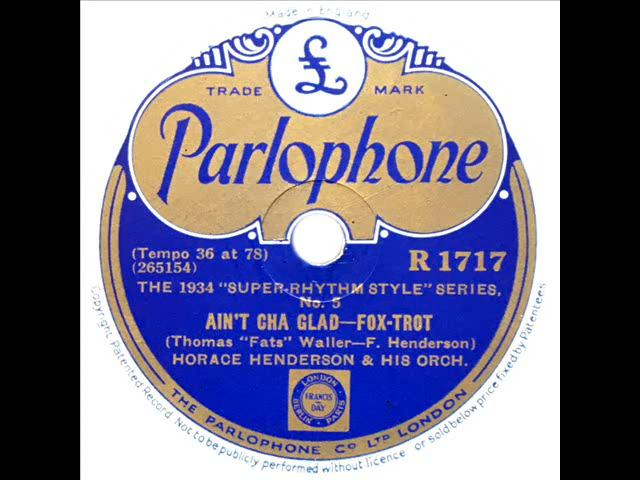 Made in England
£
TRADE MARK
Parlophone
(Tempo 36 at 78)
(265154)
R 1717
THE 1934 "SUPER-RHYTHM STYLE" SERIES,
No. 5
AIN'T CHA GLAD—FOX-TROT
(Thomas "Fats" Waller—F. Henderson)
HORACE HENDERSON & HIS ORCH.
LONDON
FRANCIS
DAY
BERLIN PARIS
THE PARLOPHONE CO LTD LONDON
Copyright. Patented Record. Not to be publicly performed without licence or sold below price fixed by Patentees